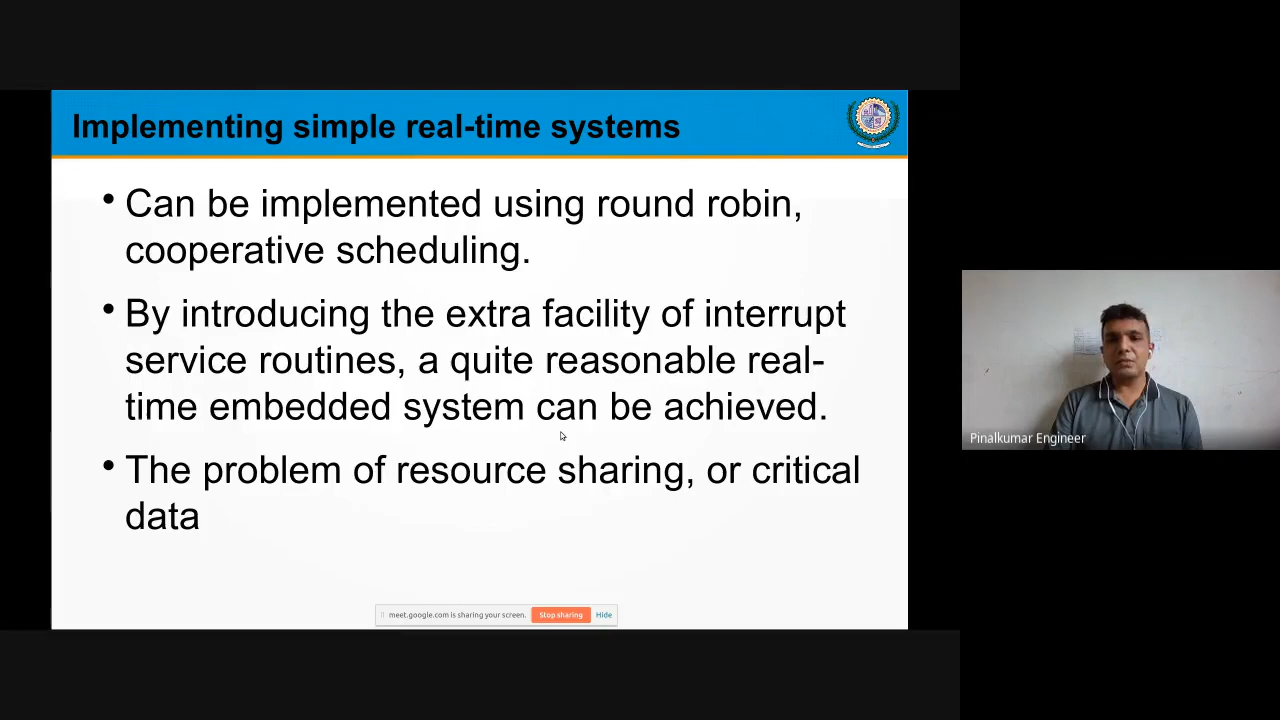 Implementing simple real-time systems
• Can be implemented using round robin,
cooperative scheduling.
• By introducing the extra facility of interrupt
service routines, a quite reasonable real-
time embedded system can be achieved.
• The problem of resource sharing, or critical
data
meet.google.com is sharing your screen. Stop sharing Hide
Pinalkumar Engineer